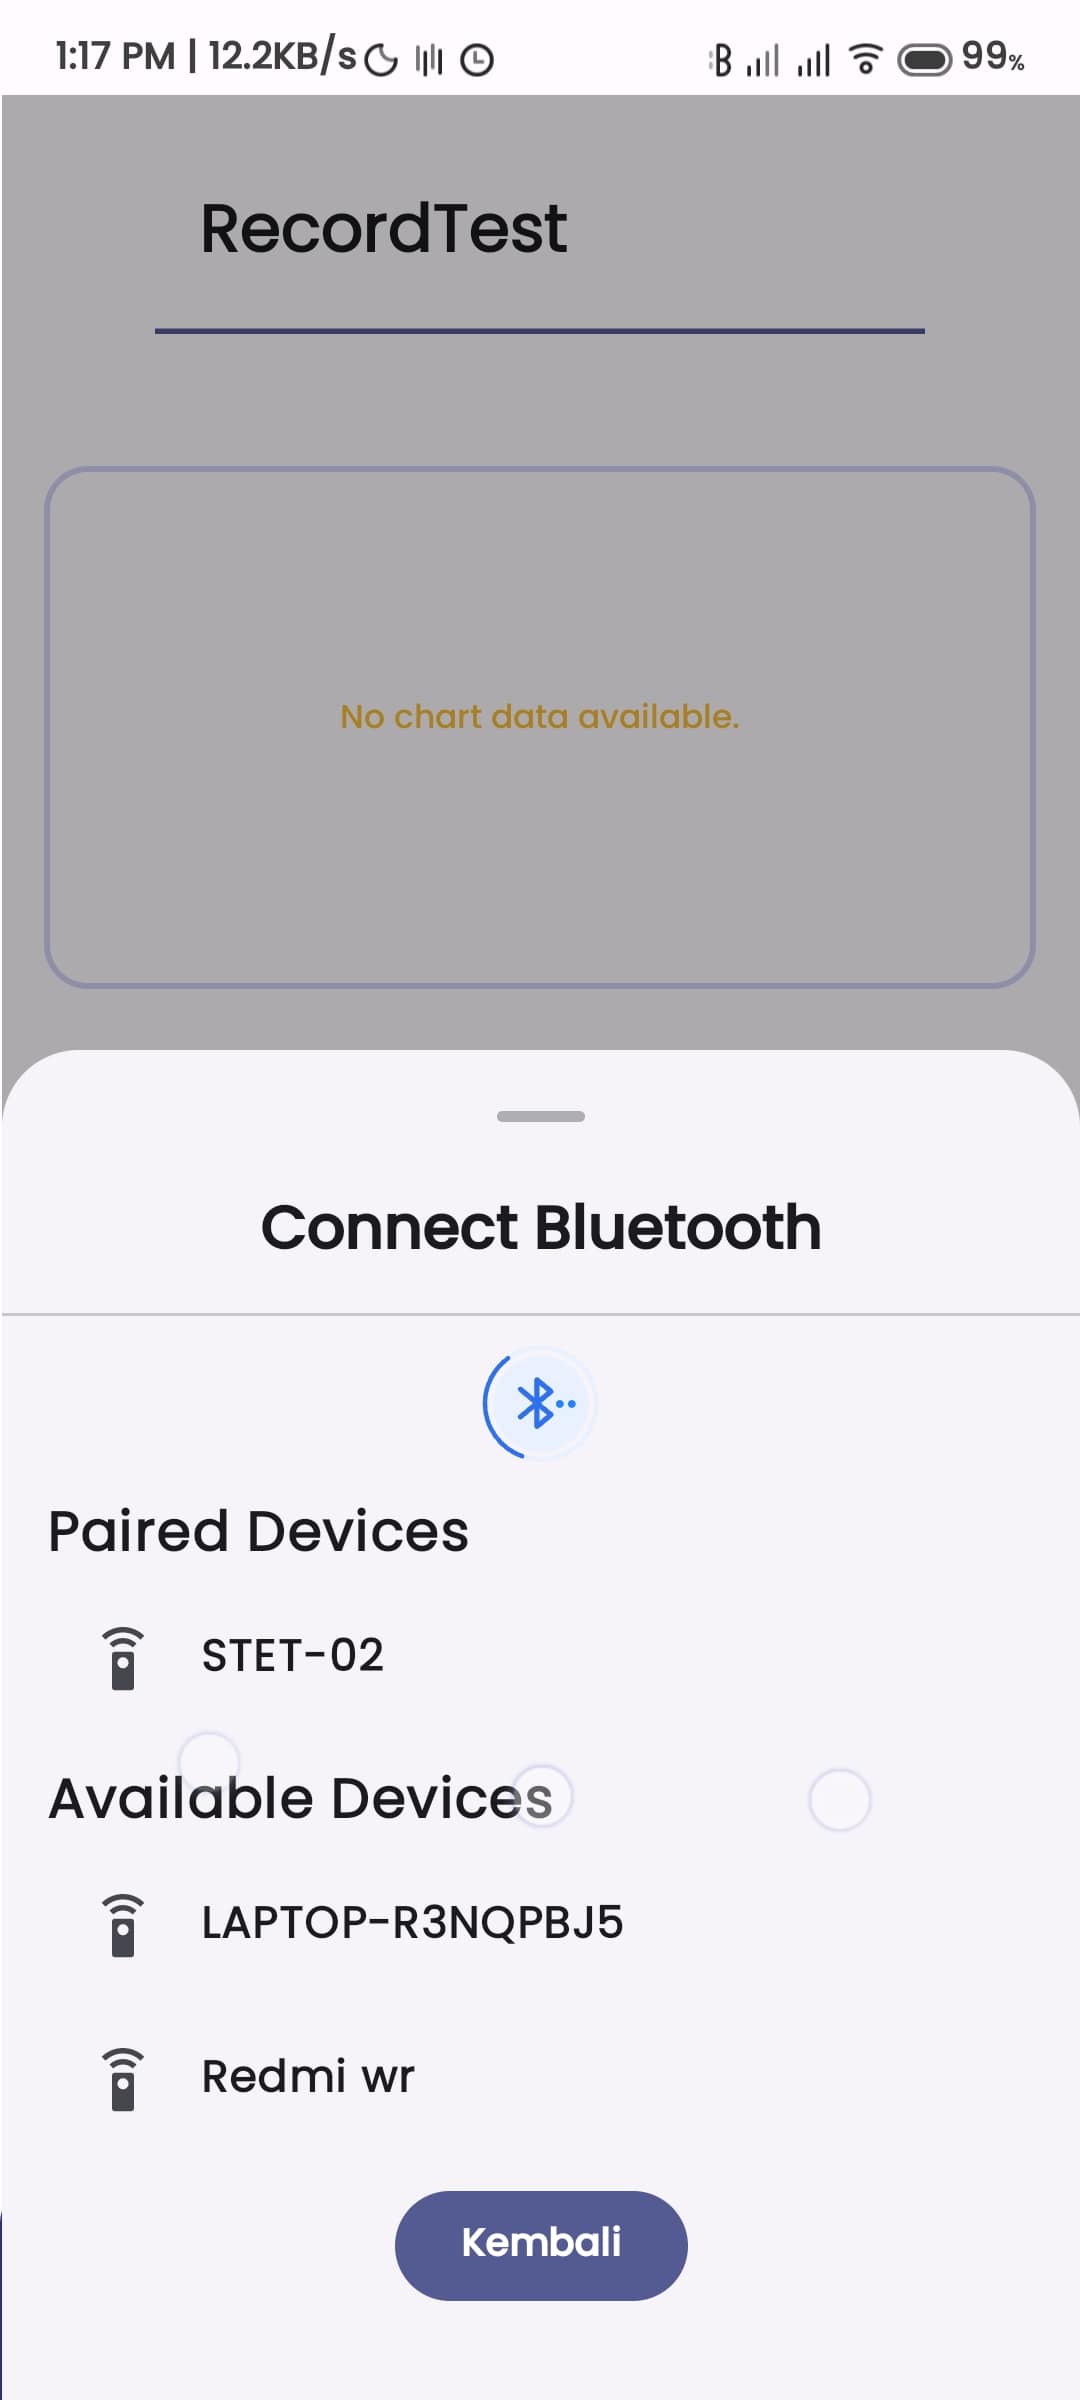 1:17 PM | 12.2KB/s 99%
RecordTest
No chart data available.
Connect Bluetooth
Paired Devices
STET-02
Available Devices
LAPTOP-R3NQPBJ5
Redmi wr
Kembali